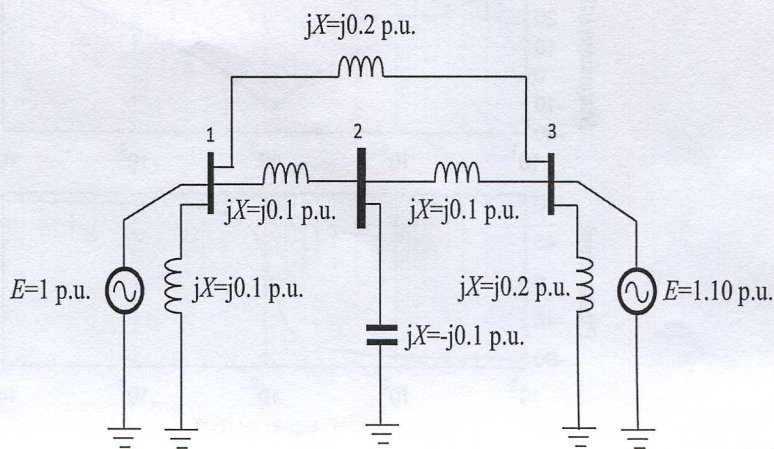 jX=j0.2 p.u.
1
2
3
jX=j0.1 p.u.
jX=j0.1 p.u.
E=1 p.u.
jX=j0.1 p.u.
jX=j0.2 p.u.
E=1.10 p.u.
jX=-j0.1 p.u.